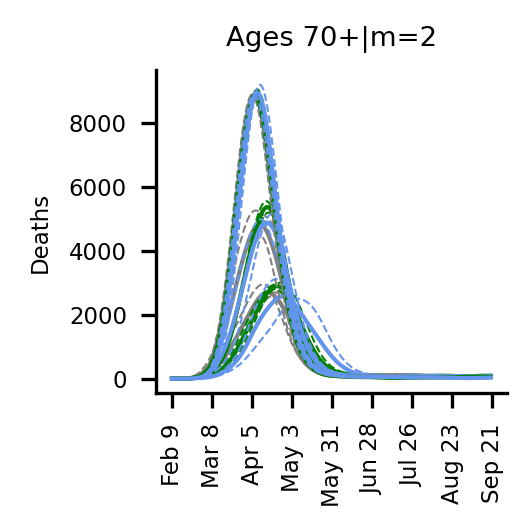 Ages 70+|m=2
Deaths
8000
6000
4000
2000
0
Feb 9
Mar 8
Apr 5
May 3
May 31
Jun 28
Jul 26
Aug 23
Sep 21